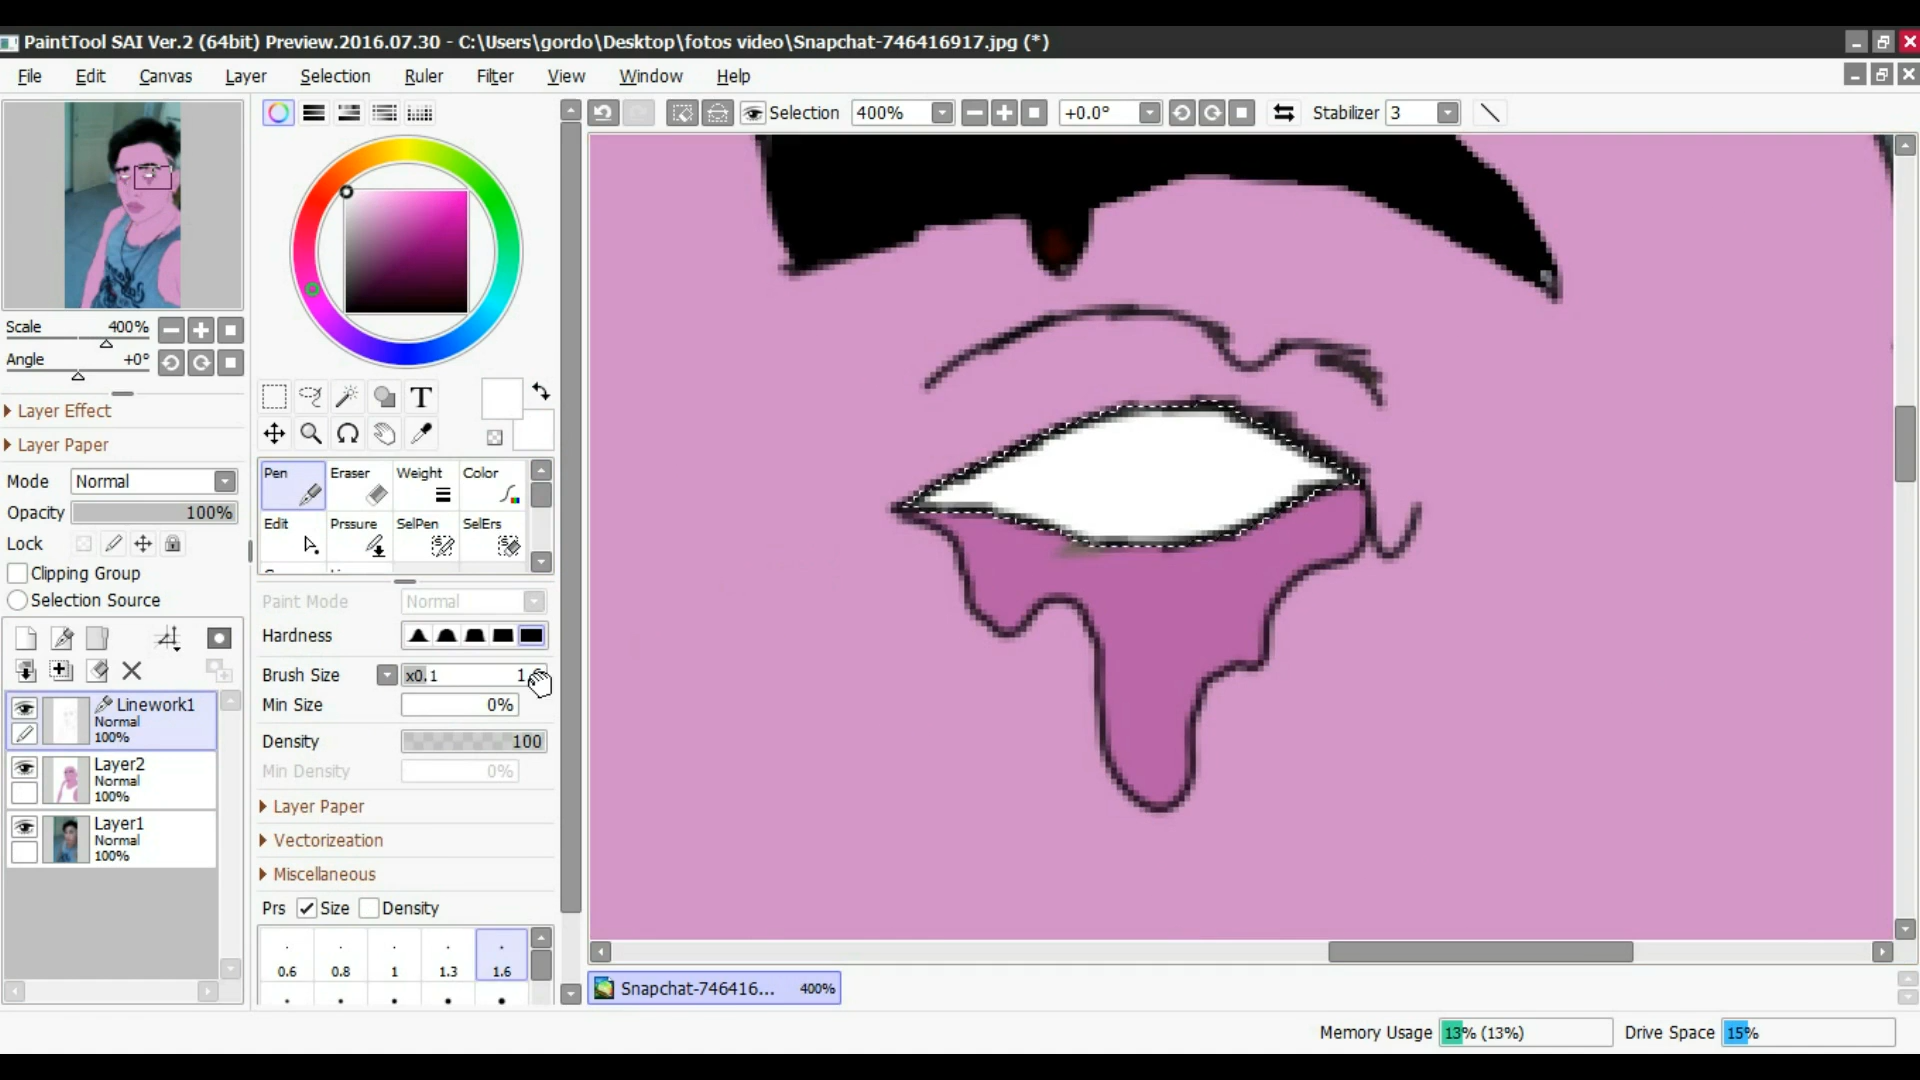 PaintTool SAI Ver.2 (64bit) Preview.2016.07.30 - C:\Users\gordo\Desktop\fotos video\Snapchat-746416917.jpg (*)
File Edit Canvas Layer Selection Ruler Filter View Window Help
Selection 400% +0.0° Stabilizer 3
Scale 400%
Angle +0°
Layer Effect
Layer Paper
Mode Normal
Opacity 100%
Lock
Clipping Group
Selection Source
Linework1
Normal
100%
Layer2
Normal
100%
Layer1
Normal
100%
T
Pen Eraser Weight Color
Edit Prssure SelPen SelErs
Paint Mode Normal
Hardness
Brush Size x0.1
Min Size 0%
Density 100
Min Density 0%
Layer Paper
Vectorizeation
Miscellaneous
Prs Size Density
0.6 0.8 1 1.3 1.6
Snapchat-746416... 400%
Memory Usage 13% (13%) Drive Space 15%